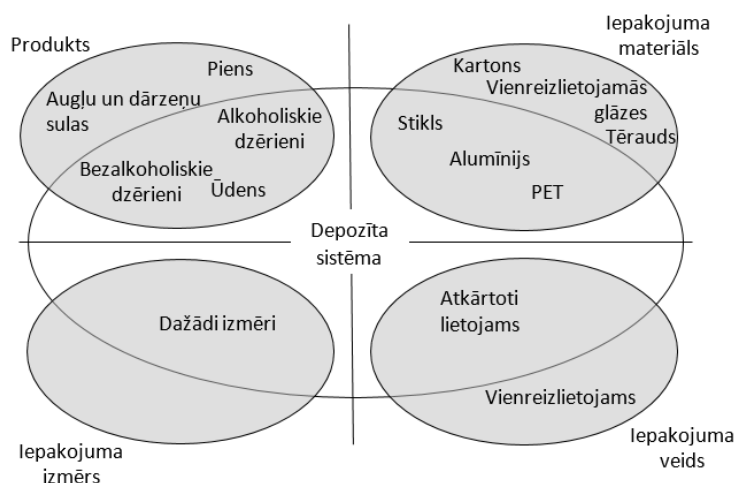 Produkts
Piens
Augļu un dārzeņu
sulas
Alkoholiskie
dzērieni
Bezalkoholiskie
dzērieni
Ūdens
Iepakojuma
materiāls
Kartons
Vienreizlietojamās
glāzes
Stikls
Tērauds
Alumīnijs
PET
Depozīta
sistēma
Dažādi izmēri
Iepakojuma
izmērs
Atkārtoti
lietojams
Vienreizlietojams
Iepakojuma
veids